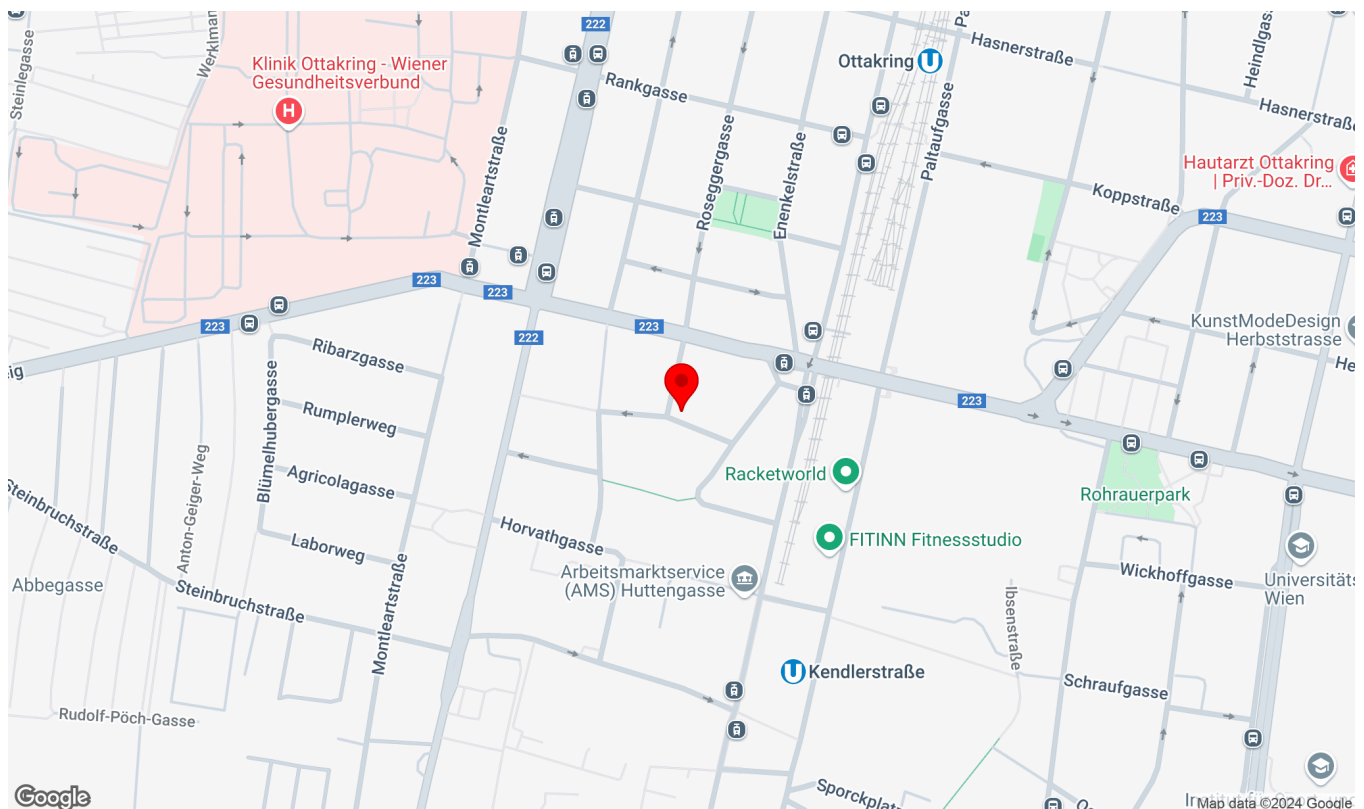 222
Hasnerstraße
Heindlgasse
Steinlegasse
Klinik Ottakring - Wiener
Gesundheitsverbund
H
Ottakring
U
Rankgasse
Hasnerstraße
Montleartstraße
Roseggergasse
Enenkelstraße
Paltaufgasse
Hautarzt Ottakring
| Priv.-Doz. Dr...
Koppstraße
223
223
223
223
223
222
KunstModeDesign
Herbststrasse
Ribarzgasse
Rumplerweg
223
Blümelhubergasse
Agricolagasse
Racketworld
Rohrauerpark
Anton-Geiger-Weg
Steinbruchstraße
Horvathgasse
FITINN Fitnessstudio
Laborweg
Arbeitsmarktservice
(AMS) Huttengasse
Wickhoffgasse
Universitäts
Wien
Abbegasse
Steinbruchstraße
Montleartstraße
Ibsenstraße
U
Kendlerstraße
Schraufgasse
Rudolf-Pöch-Gasse
Sporckplatz
Google
Map data ©2024 Google